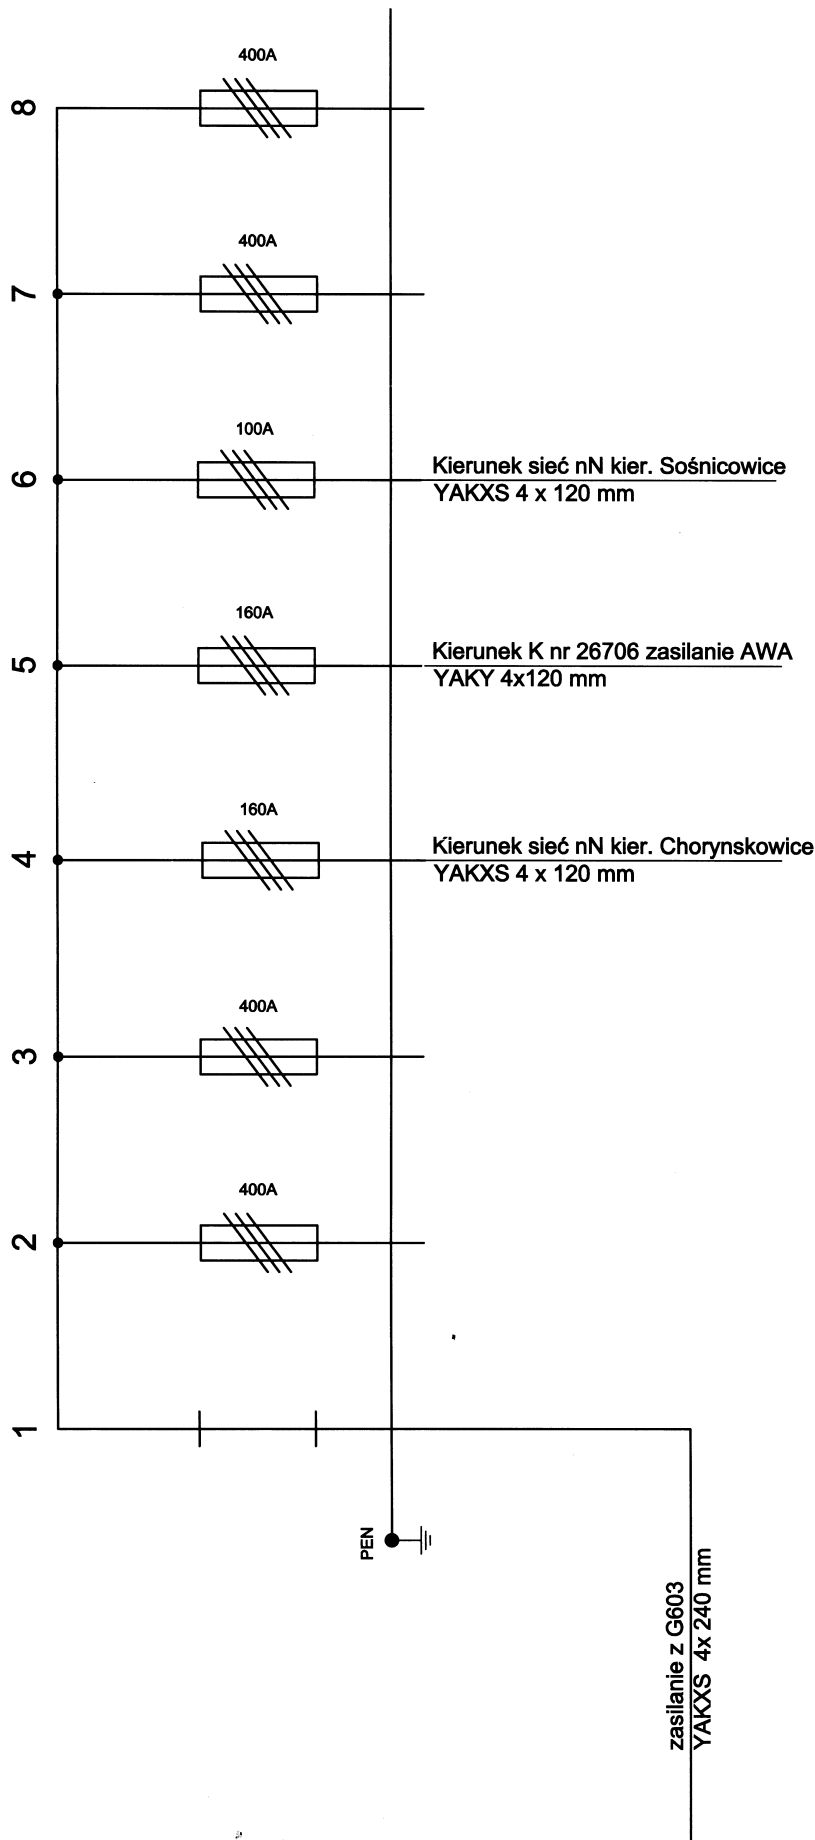 400A
8
400A
7
100A
6
Kierunek sieć nN kier. Sośnicowice
YAKXS 4 x 120 mm
160A
5
Kierunek K nr 26706 zasilanie AWA
YAKY 4x120 mm
160A
4
Kierunek sieć nN kier. Chorynskowice
YAKXS 4 x 120 mm
400A
3
400A
2
1
PEN
zasilanie z G603
YAKXS 4x 240 mm